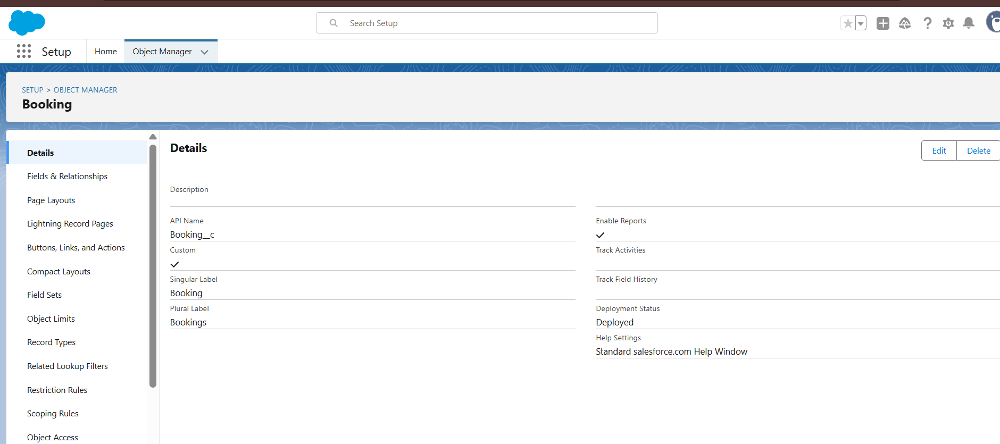 Search Setup
Setup
Home
Object Manager
SETUP > OBJECT MANAGER
Booking
Details
Fields & Relationships
Page Layouts
Lightning Record Pages
Buttons, Links, and Actions
Compact Layouts
Field Sets
Object Limits
Record Types
Related Lookup Filters
Restriction Rules
Scoping Rules
Object Access
Details
Edit
Delete
Description
API Name
Booking__c
Custom
Singular Label
Booking
Plural Label
Bookings
Enable Reports
Track Activities
Track Field History
Deployment Status
Deployed
Help Settings
Standard salesforce.com Help Window